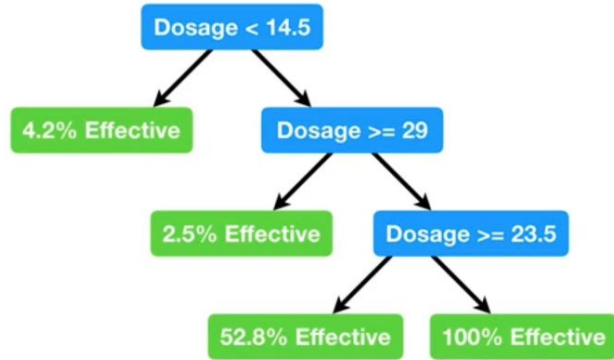 Dosage < 14.5
4.2% Effective
Dosage >= 29
2.5% Effective
Dosage >= 23.5
52.8% Effective
100% Effective